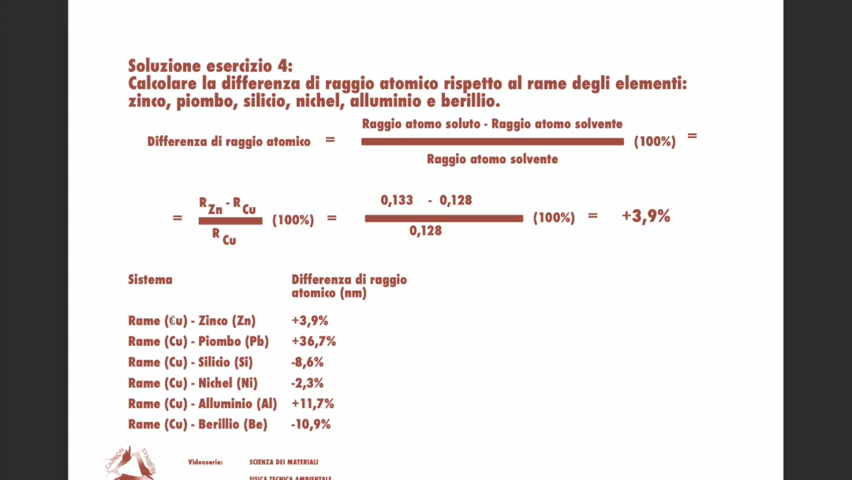 Soluzione esercizio 4:
Calcolare la differenza di raggio atomico rispetto al rame degli elementi:
zinco, piombo, silicio, nichel, alluminio e berillio.
Raggio atomo soluto - Raggio atomo solvente
Differenza di raggio atomico = (100%) =
Raggio atomo solvente
R Zn - R Cu 0,133 - 0,128
= (100%) = (100%) = +3,9%
R Cu 0,128
Sistema Differenza di raggio
atomico (nm)
Rame (Cu) - Zinco (Zn) +3,9%
Rame (Cu) - Piombo (Pb) +36,7%
Rame (Cu) - Silicio (Si) -8,6%
Rame (Cu) - Nichel (Ni) -2,3%
Rame (Cu) - Alluminio (Al) +11,7%
Rame (Cu) - Berillio (Be) -10,9%
Videoserie: SCIENZA DEI MATERIALI
FISICA TECNICA AMBIENTALE